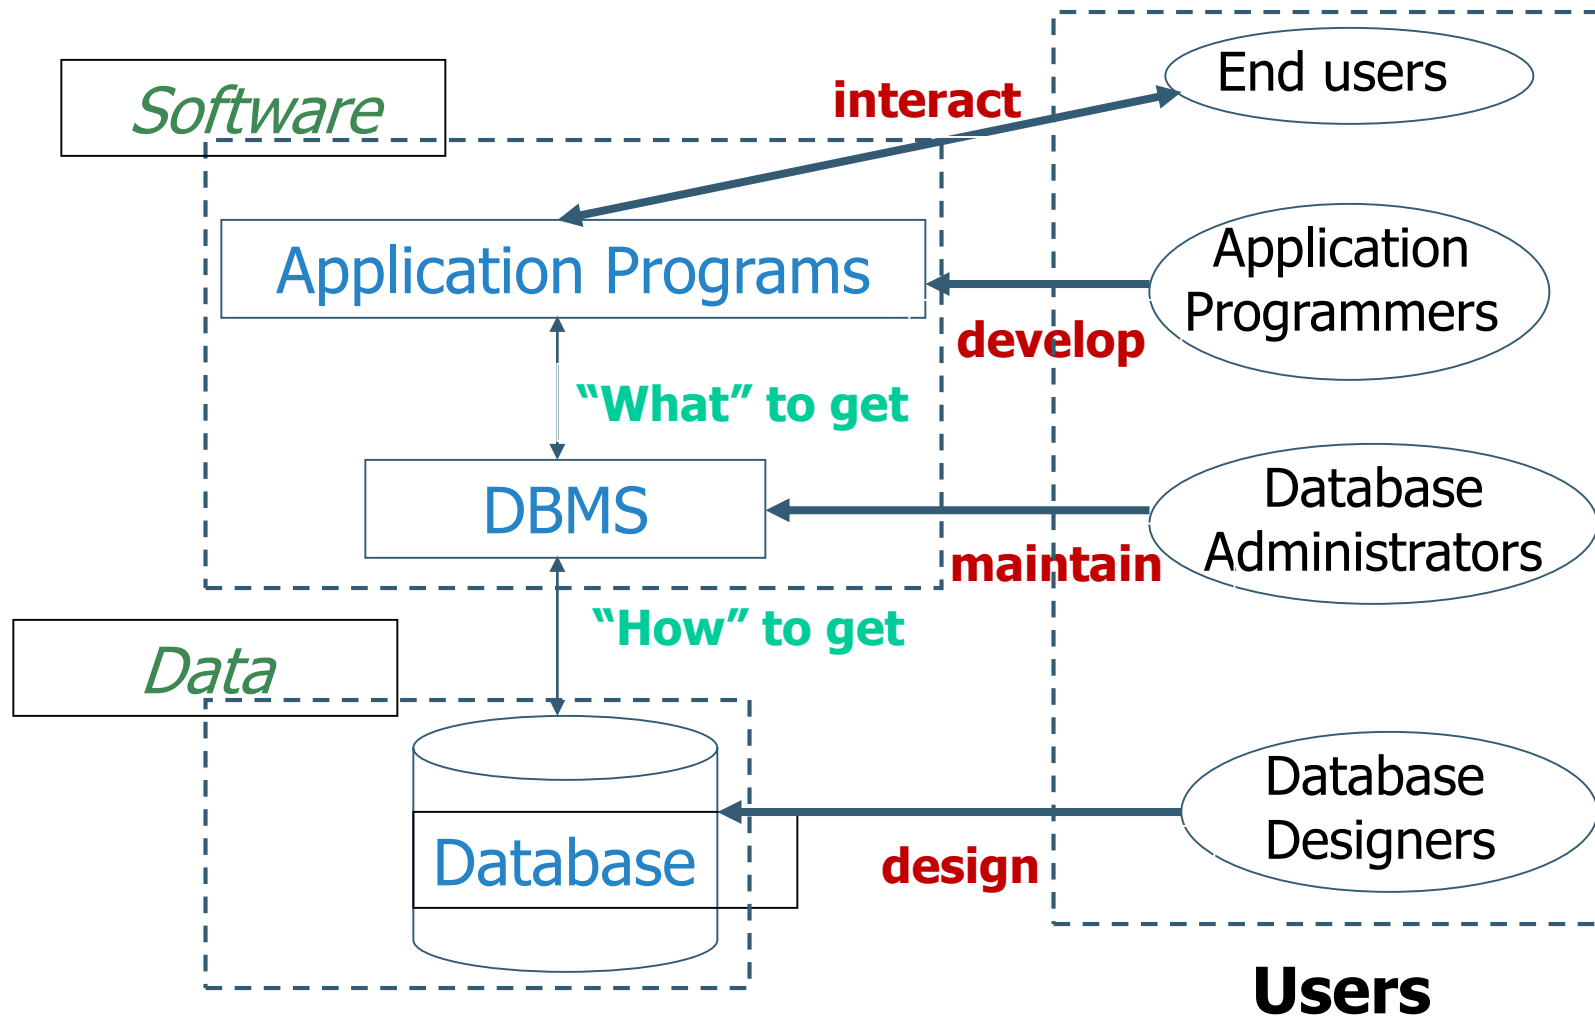 Software
interact
End users
Application Programs
Application
Programmers
develop
“What” to get
DBMS
Database
Administrators
maintain
“How” to get
Data
Database
Database
Designers
design
Users